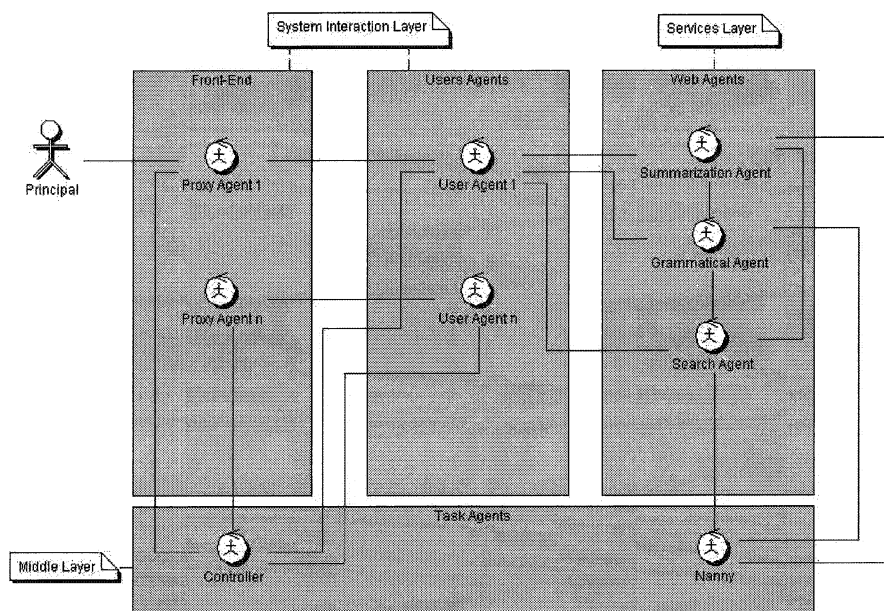 System Interaction Layer
Services Layer
Front-End
Users Agents
Web Agents
Principal
Proxy Agent 1
User Agent 1
Summarization Agent
Grammatical Agent
Proxy Agent n
User Agent n
Search Agent
Task Agents
Middle Layer
Controller
Nanny